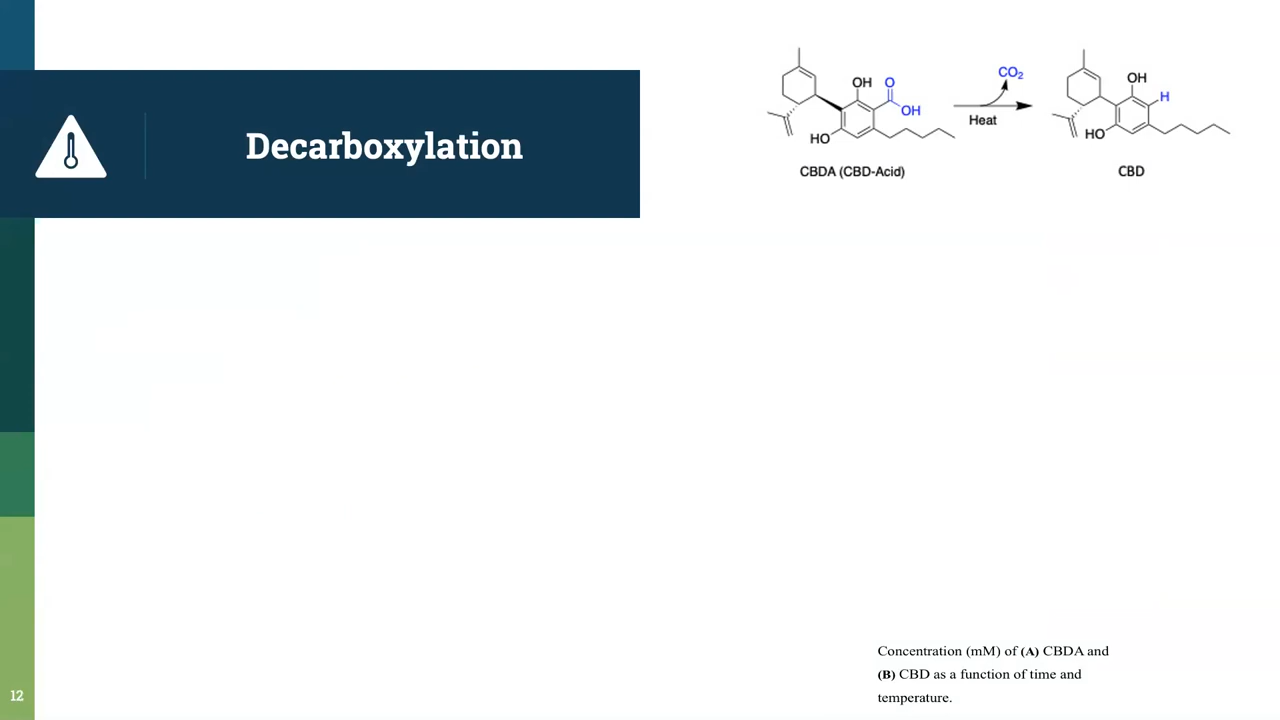 Decarboxylation
OH
O
OH
HO
CBDA (CBD-Acid)
CO2
Heat
OH
H
HO
CBD
Concentration (mM) of (A) CBDA and
(B) CBD as a function of time and
temperature.
12